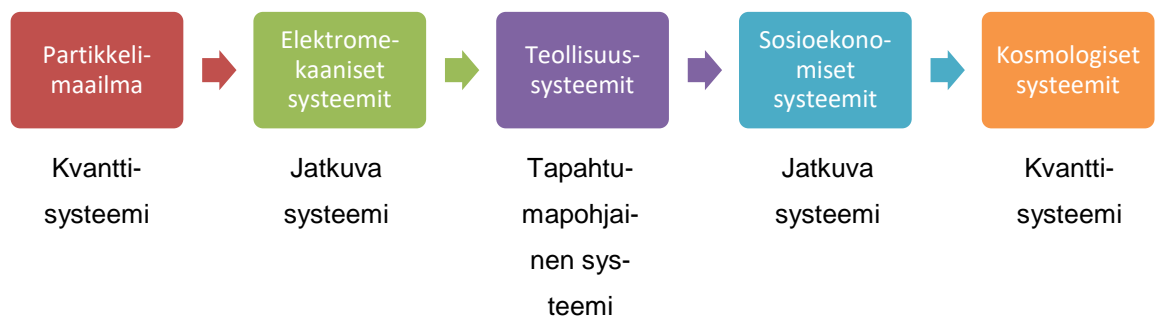 Partikkeli-
maailma
Elektrome-
kaaniset
systeemit
Teollisuus-
systeemit
Sosioekono-
miset
systeemit
Kosmologiset
systeemit
Kvantti-
systeemi
Jatkuva
systeemi
Tapahtu-
mapohjai-
nen sys-
teemi
Jatkuva
systeemi
Kvantti-
systeemi